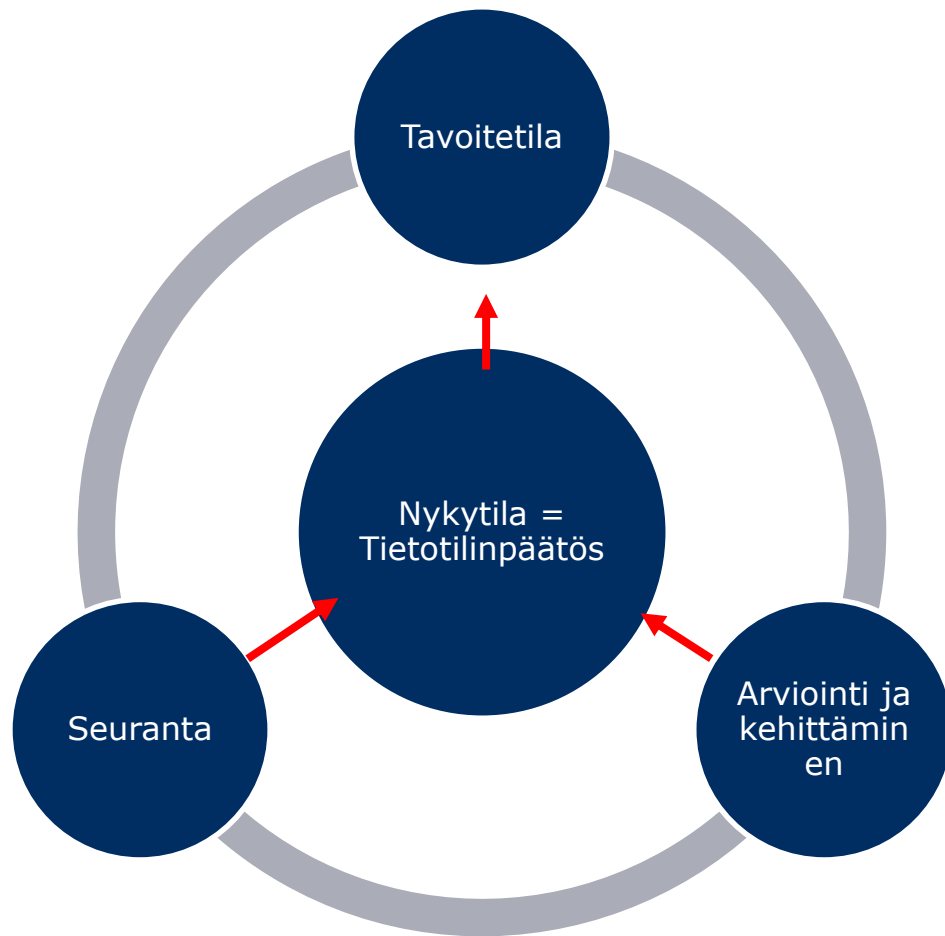 Tavoitetila
Nykytila =
Tietotilinpäätös
Seuranta
Arviointi ja
kehittämin
en